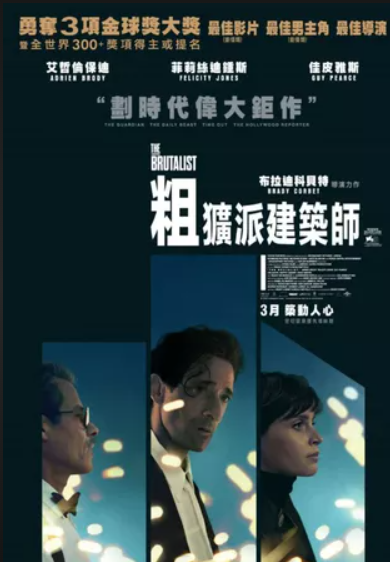 勇奪3項金球獎大獎 最佳影片 最佳男主角 最佳導演
暨全世界300+獎項得主或提名
艾哲倫保迪 菲莉絲迪鍾斯 佳皮雅斯
ADRIEN BRODY FELICITY JONES GUY PEARCE
“劃時代偉大鉅作”
THE GUARDIAN THE DAILY BEAST TIME OUT THE HOLLYWOOD REPORTER
THE
BRUTALIST
布拉迪科貝特 導演力作
BRADY CORBET
粗獷派建築師
3月 築動人心